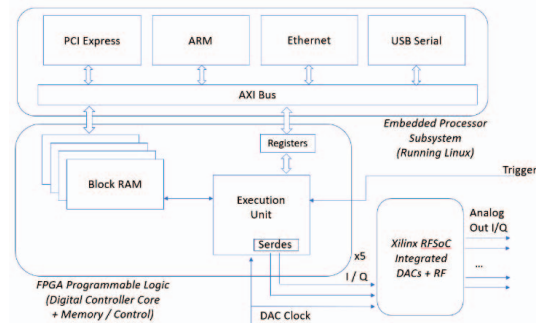 PCI Express
ARM
Ethernet
USB Serial
AXI Bus
Embedded Processor
Subsystem
(Running Linux)
Registers
Block RAM
Execution
Unit
Serdes
Trigger
x5
I / Q
Xilinx RFSoC
Integrated
DACs + RF
Analog
Out I/Q
...
FPGA Programmable Logic
(Digital Controller Core
+ Memory / Control)
DAC Clock